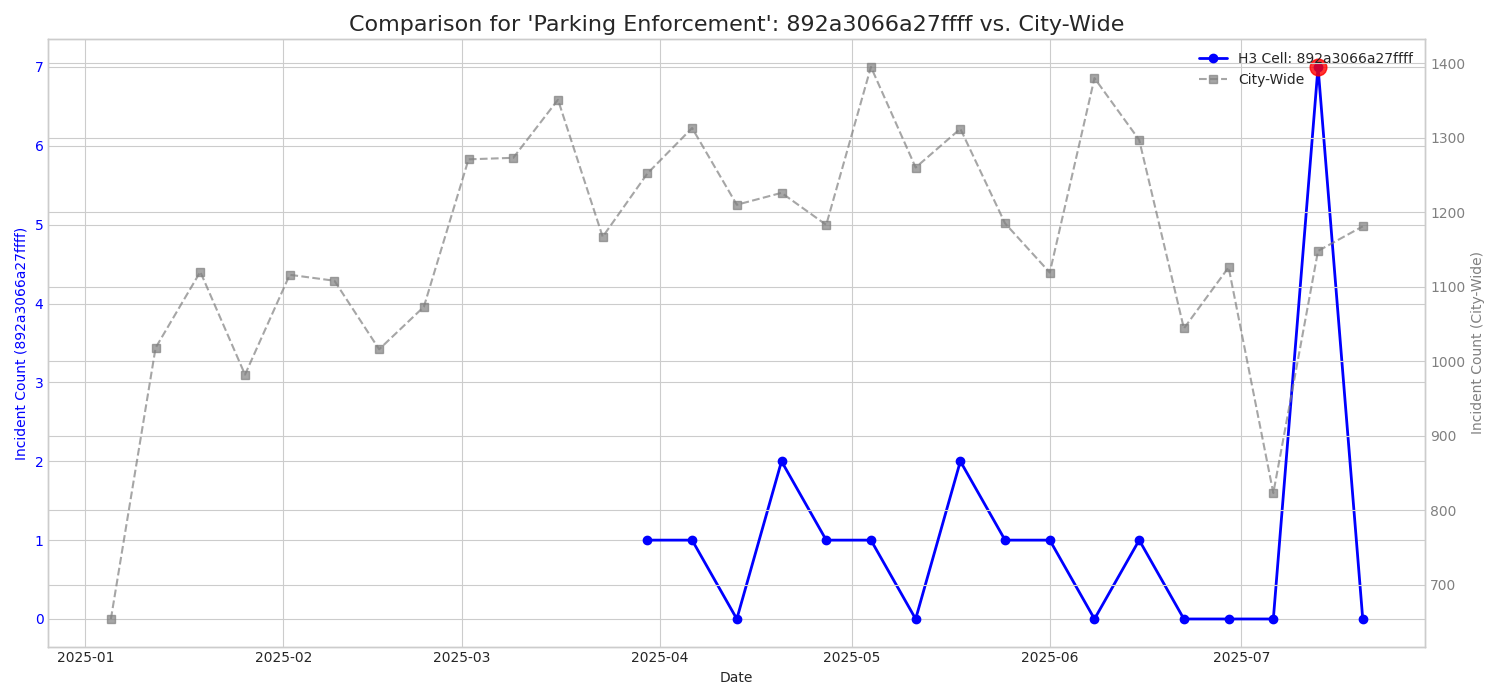 Comparison for 'Parking Enforcement': 892a3066a27ffff vs. City-Wide
H3 Cell: 892a3066a27ffff
City-Wide
Incident Count (892a3066a27ffff)
7
6
5
4
3
2
1
0
1400
1300
1200
1100
1000
900
800
700
Incident Count (City-Wide)
2025-01 2025-02 2025-03 2025-04 2025-05 2025-06 2025-07
Date